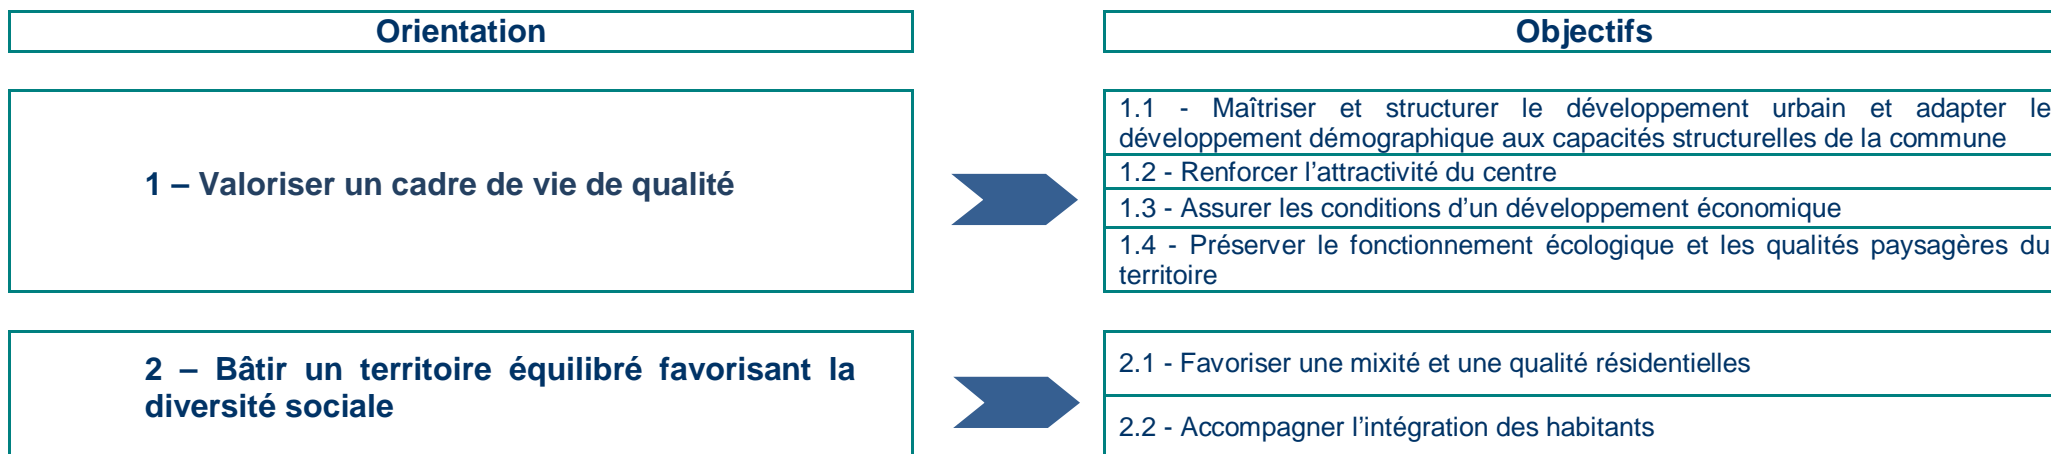 Orientation
Objectifs
1 – Valoriser un cadre de vie de qualité
1.1 - Maîtriser et structurer le développement urbain et adapter le
développement démographique aux capacités structurelles de la commune
1.2 - Renforcer l’attractivité du centre
1.3 - Assurer les conditions d’un développement économique
1.4 - Préserver le fonctionnement écologique et les qualités paysagères du
territoire
2 – Bâtir un territoire équilibré favorisant la
diversité sociale
2.1 - Favoriser une mixité et une qualité résidentielles
2.2 - Accompagner l’intégration des habitants